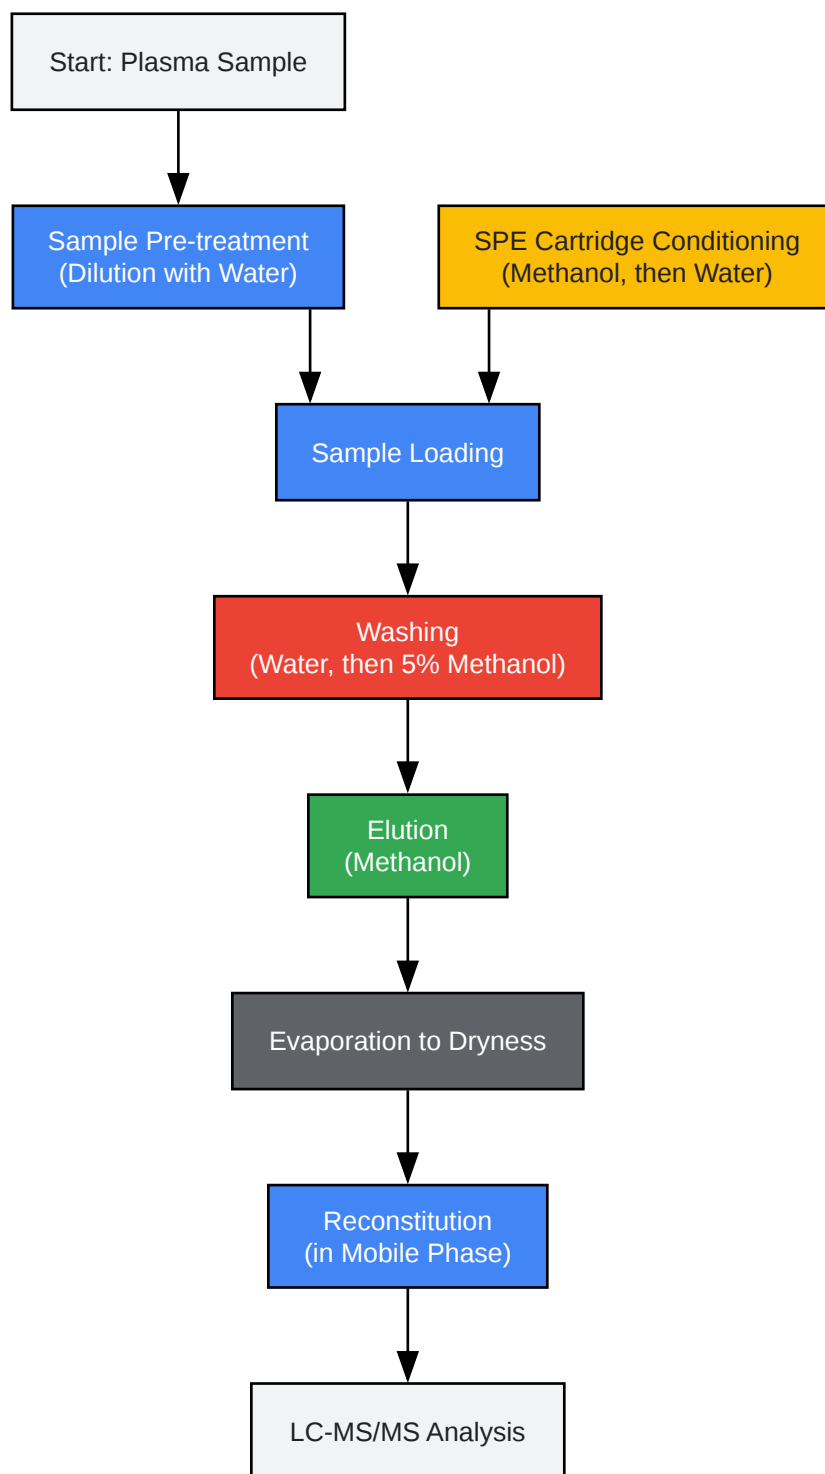 Start: Plasma Sample
Sample Pre-treatment
(Dilution with Water)
SPE Cartridge Conditioning
(Methanol, then Water)
Sample Loading
Washing
(Water, then 5% Methanol)
Elution
(Methanol)
Evaporation to Dryness
Reconstitution
(in Mobile Phase)
LC-MS/MS Analysis